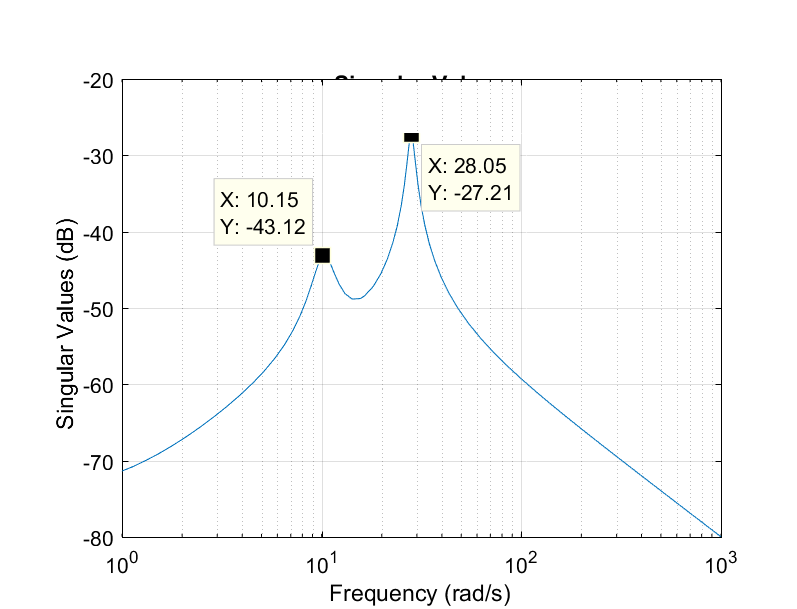 -20
-30
-40
-50
-60
-70
-80
Singular Values (dB)
X: 10.15
Y: -43.12
X: 28.05
Y: -27.21
10^0
10^1
10^2
10^3
Frequency (rad/s)